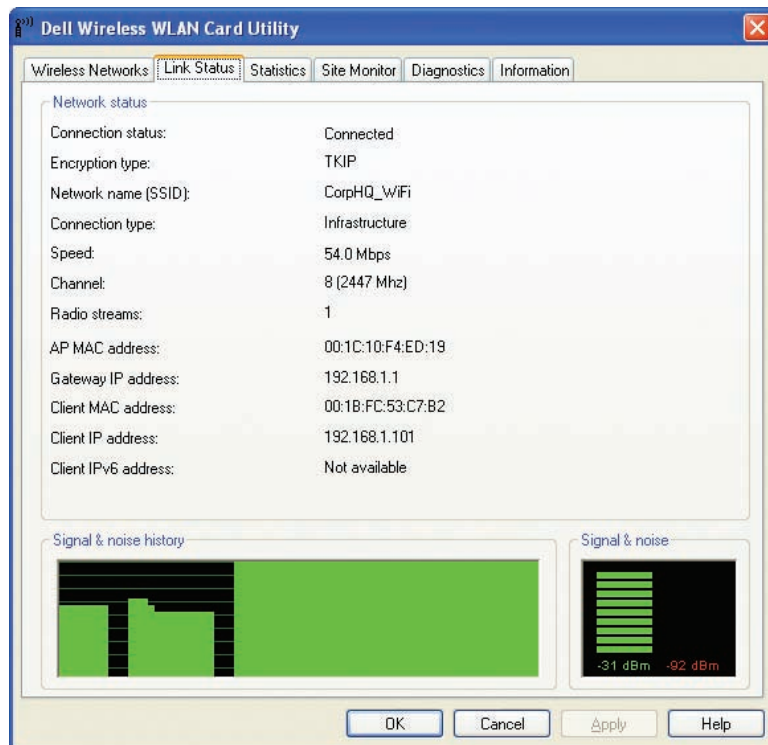 Dell Wireless WLAN Card Utility
Wireless Networks Link Status Statistics Site Monitor Diagnostics Information
Network status
Connection status: Connected
Encryption type: TKIP
Network name (SSID): CorpHQ_WiFi
Connection type: Infrastructure
Speed: 54.0 Mbps
Channel: 8 (2447 Mhz)
Radio streams: 1
AP MAC address: 00:1C:10:F4:ED:19
Gateway IP address: 192.168.1.1
Client MAC address: 00:1B:FC:53:C7:B2
Client IP address: 192.168.1.101
Client IPv6 address: Not available
Signal & noise history Signal & noise
-31 dBm -92 dBm
OK Cancel Apply Help